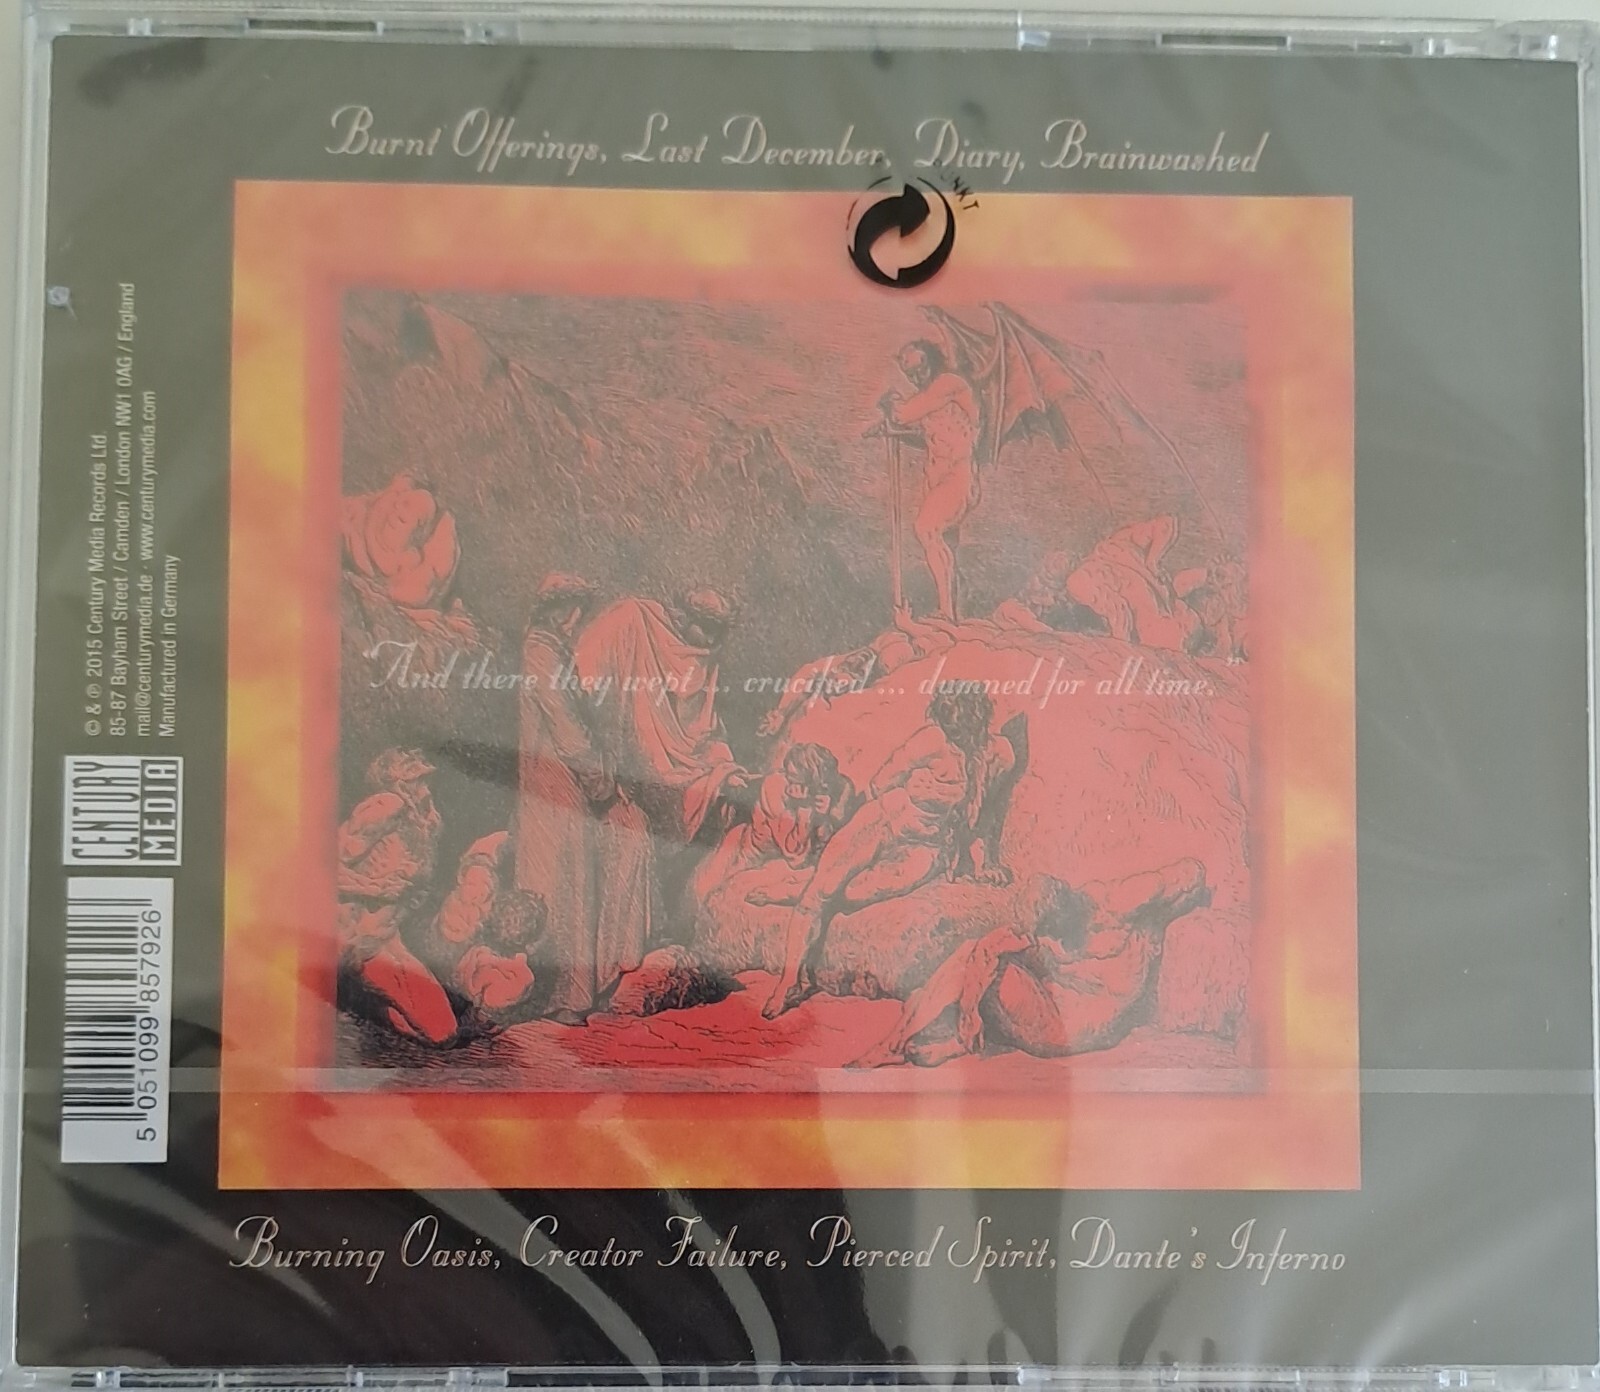 Burnt Offerings, Last December, Diary, Brainwashed
"And there they wept ... crucified ... damned for all time."
Burning Oasis, Creator Failure, Pierced Spirit, Dante's Inferno
© & ℗ 2015 Century Media Records Ltd.
85-87 Bayham Street / Camden / London NW1 0AG / England
mail@centurymedia.de · www.centurymedia.com
Manufactured in Germany
CENTURY
MEDIA
5 051099 857926